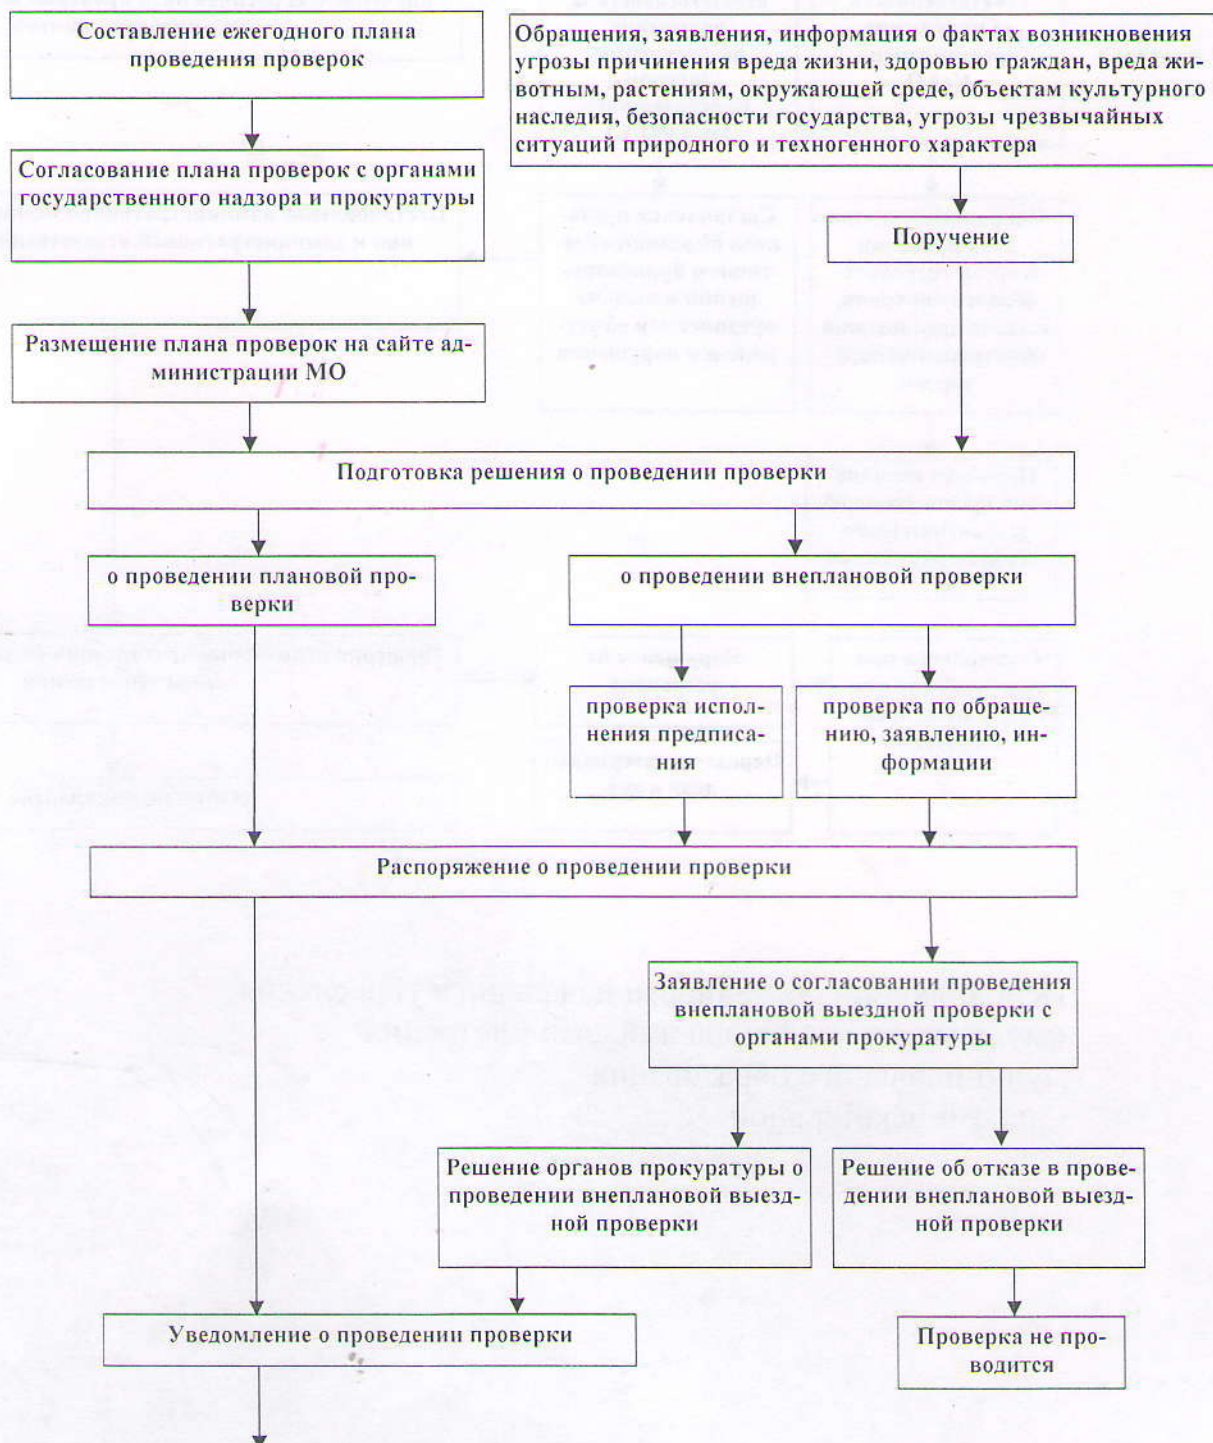 Составление ежегодного плана
проведения проверок
Обращения, заявления, информация о фактах возникновения
угрозы причинения вреда жизни, здоровью граждан, вреда жи-
вотным, растениям, окружающей среде, объектам культурного
наследия, безопасности государства, угрозы чрезвычайных
ситуаций природного и техногенного характера
Согласование плана проверок с органами
государственного надзора и прокуратуры
Поручение
Размещение плана проверок на сайте ад-
министрации МО
Подготовка решения о проведении проверки
о проведении плановой про-
верки
о проведении внеплановой проверки
проверка испол-
нения предписа-
ния
проверка по обраще-
нию, заявлению, ин-
формации
Распоряжение о проведении проверки
Заявление о согласовании проведения
внеплановой выездной проверки с
органами прокуратуры
Решение органов прокуратуры о
проведении внеплановой выезд-
ной проверки
Решение об отказе в прове-
дении внеплановой выезд-
ной проверки
Уведомление о проведении проверки
Проверка не про-
водится